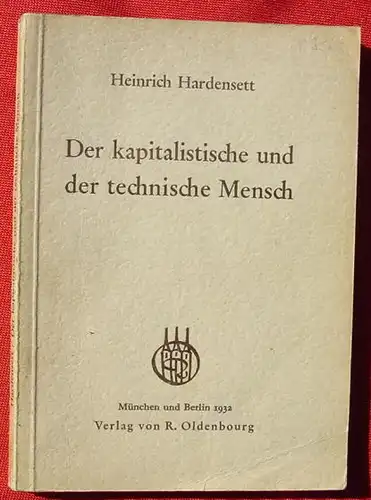 Heinrich Hardensett
Der kapitalistische und
der technische Mensch
München und Berlin 1932
Verlag von R. Oldenbourg